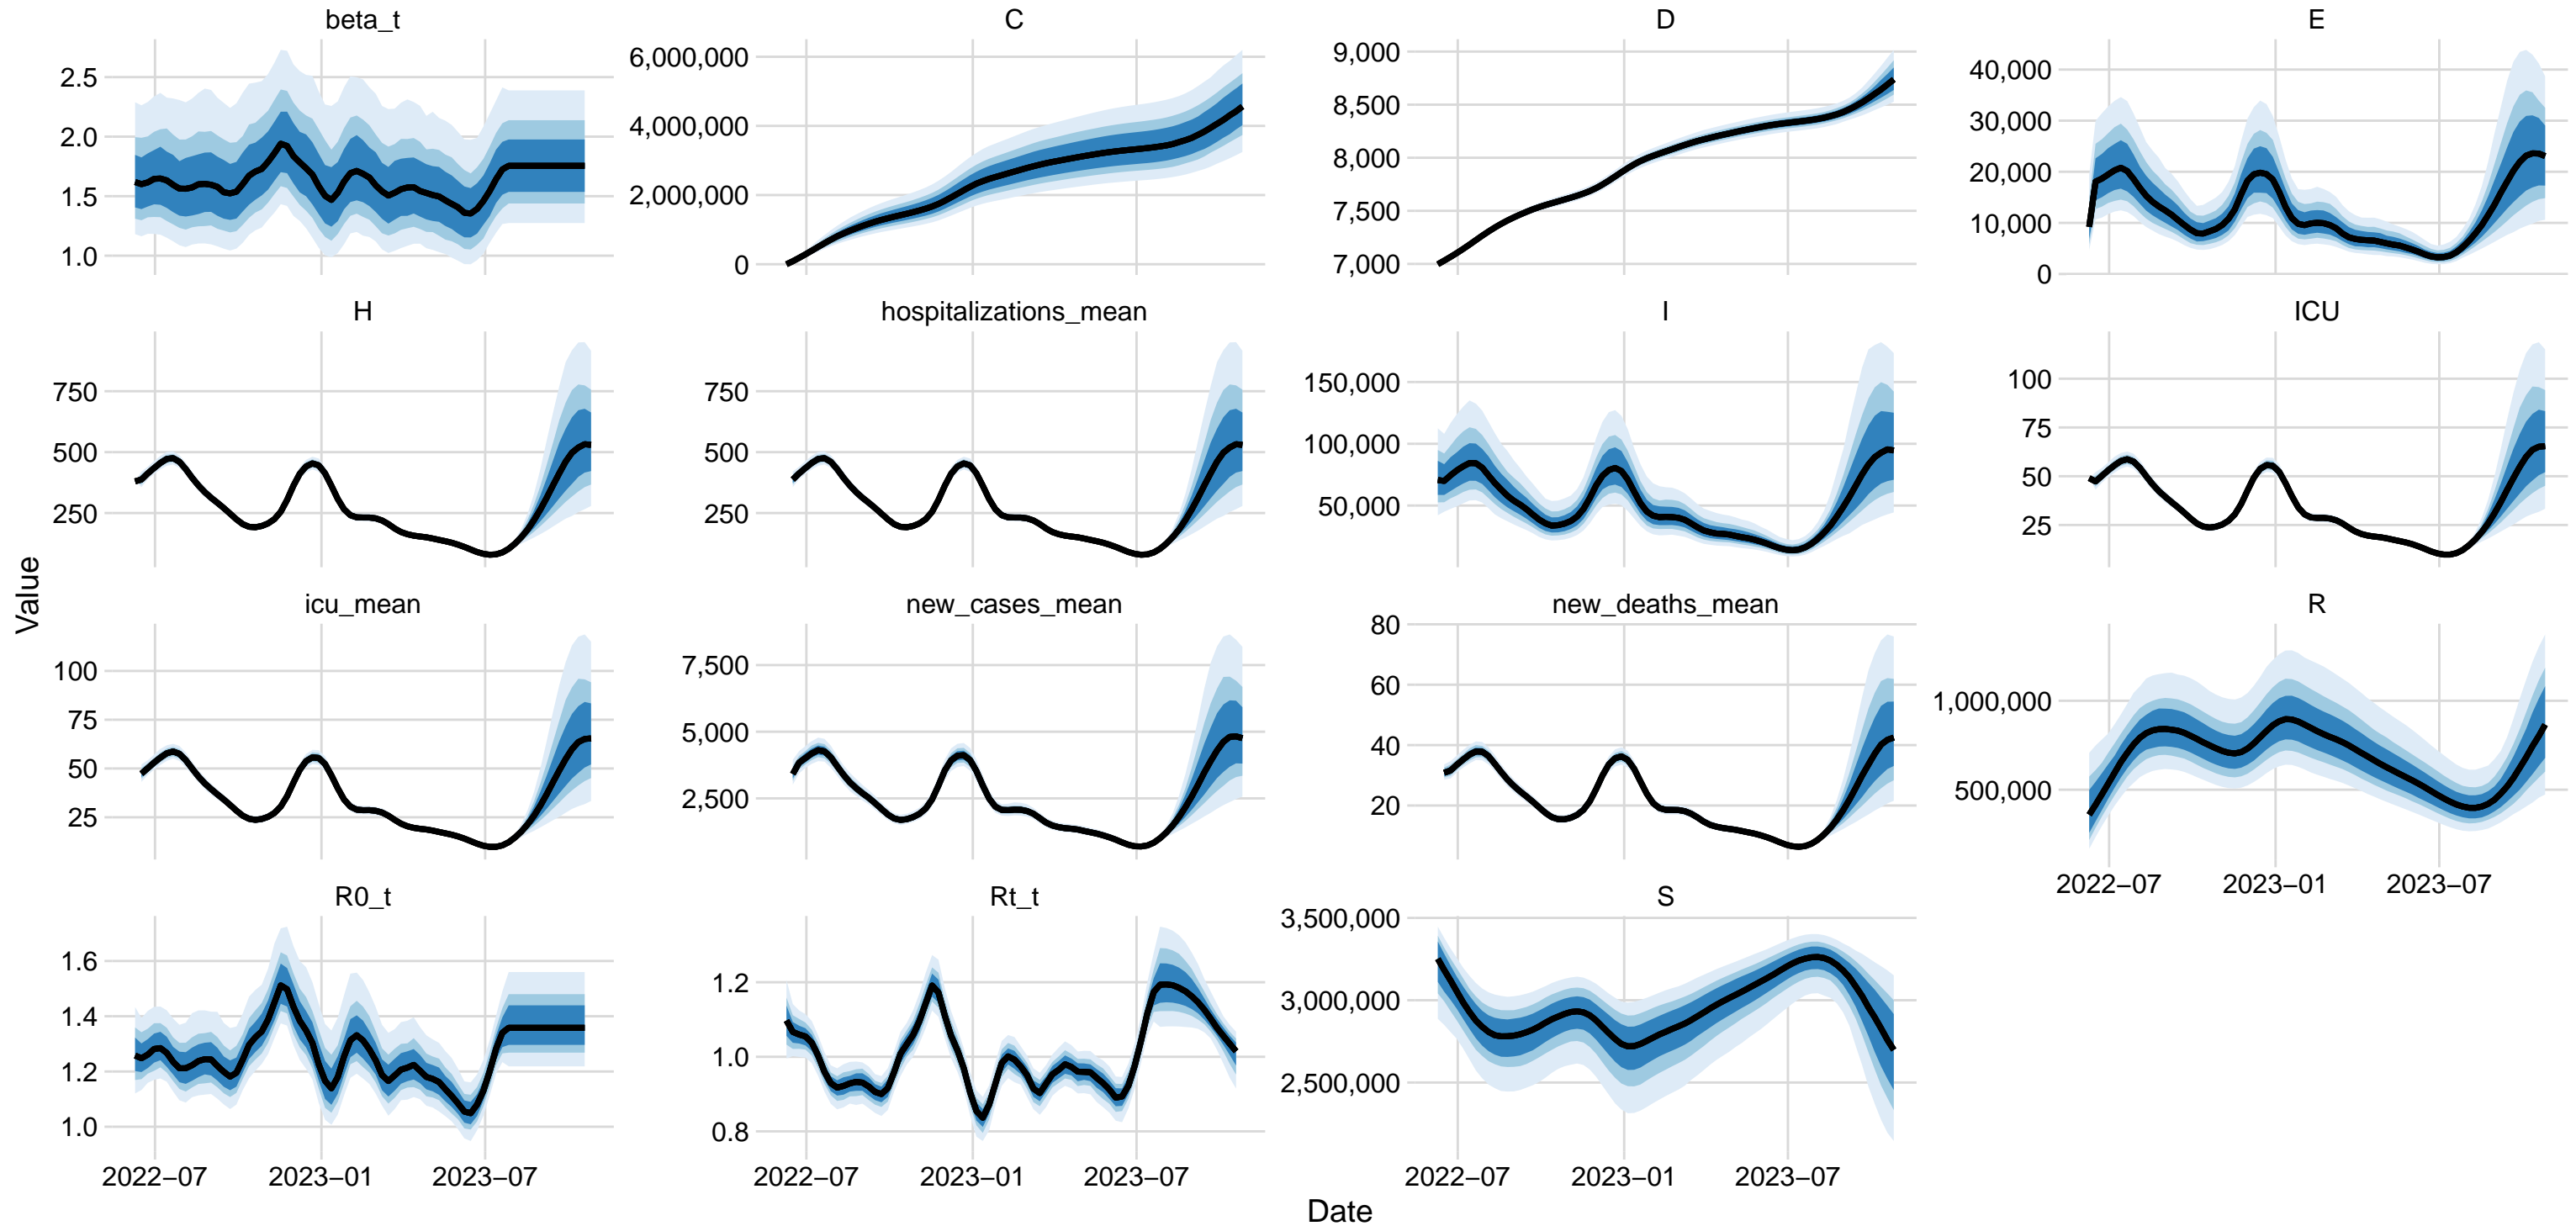 beta_t
C
D
E
2.5
2.0
1.5
1.0
6,000,000
4,000,000
2,000,000
0
9,000
8,500
8,000
7,500
7,000
40,000
30,000
20,000
10,000
0
H
hospitalizations_mean
I
ICU
750
500
250
750
500
250
150,000
100,000
50,000
100
75
50
25
Value
icu_mean
new_cases_mean
new_deaths_mean
R
100
75
50
25
7,500
5,000
2,500
80
60
40
20
1,000,000
500,000
2022−07 2023−01 2023−07
R0_t
Rt_t
S
1.6
1.4
1.2
1.0
1.2
1.0
0.8
3,500,000
3,000,000
2,500,000
2022−07 2023−01 2023−07
2022−07 2023−01 2023−07
2022−07 2023−01 2023−07
Date